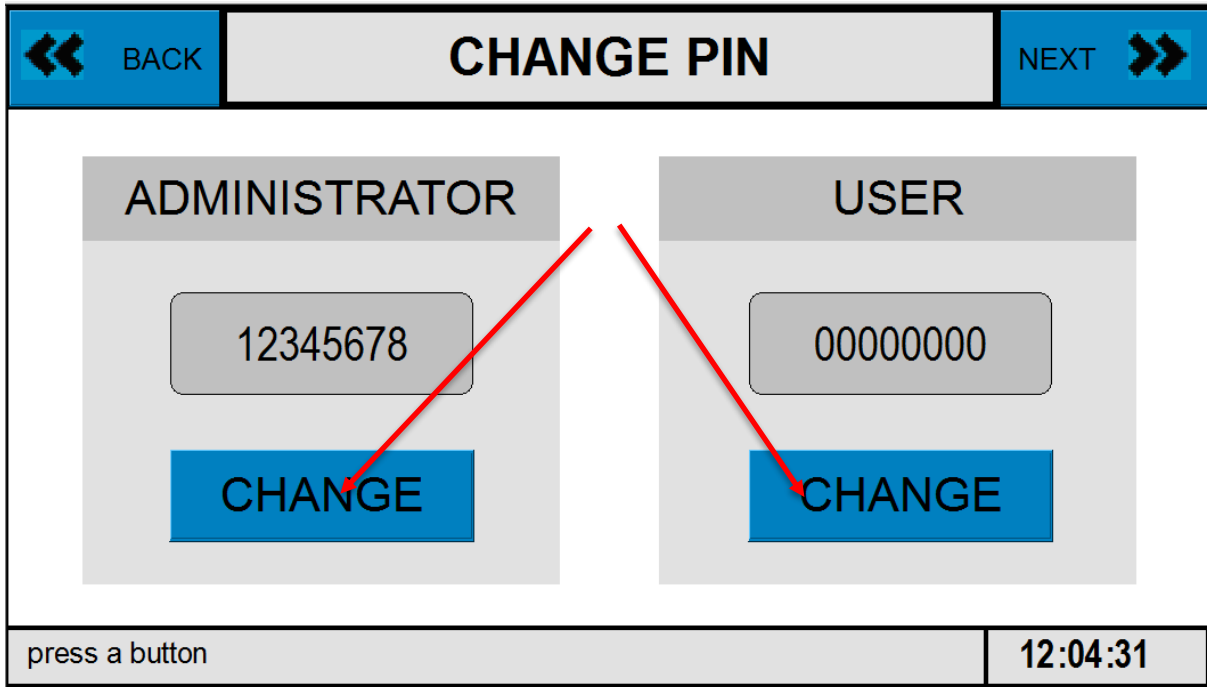 BACK
CHANGE PIN
NEXT
ADMINISTRATOR
12345678
CHANGE
USER
00000000
CHANGE
press a button
12:04:31